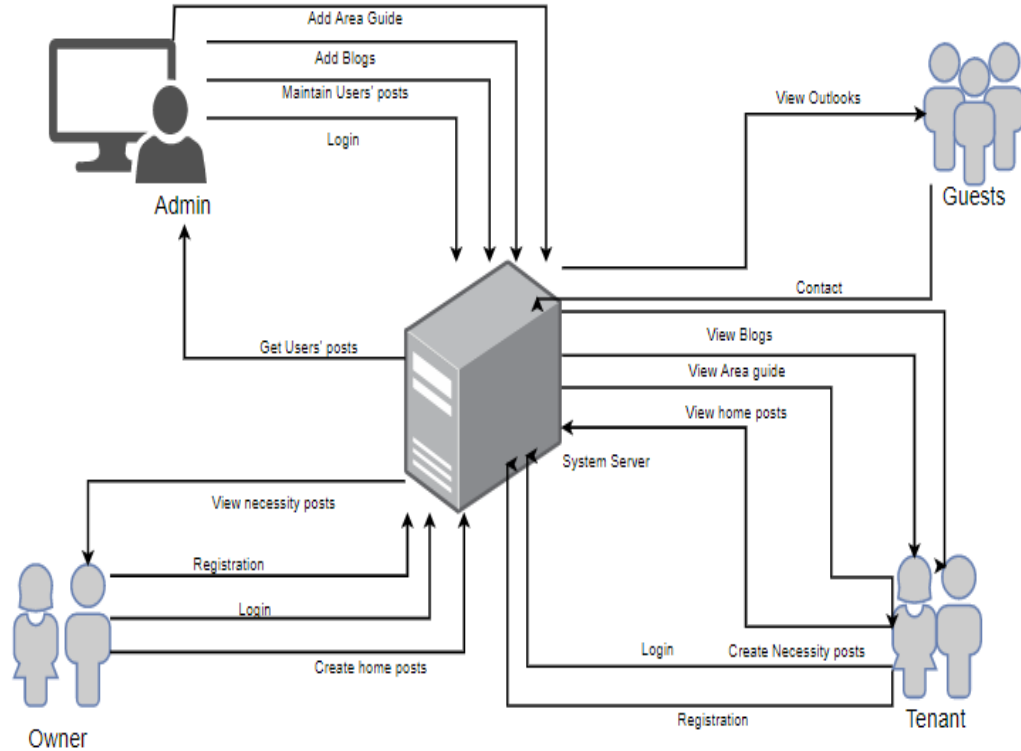 Add Area Guide
Add Blogs
Maintain Users' posts
Login
Admin
View Outlooks
Guests
Contact
Get Users' posts
View Blogs
View Area guide
View home posts
System Server
View necessity posts
Registration
Login
Create home posts
Owner
Login
Create Necessity posts
Registration
Tenant